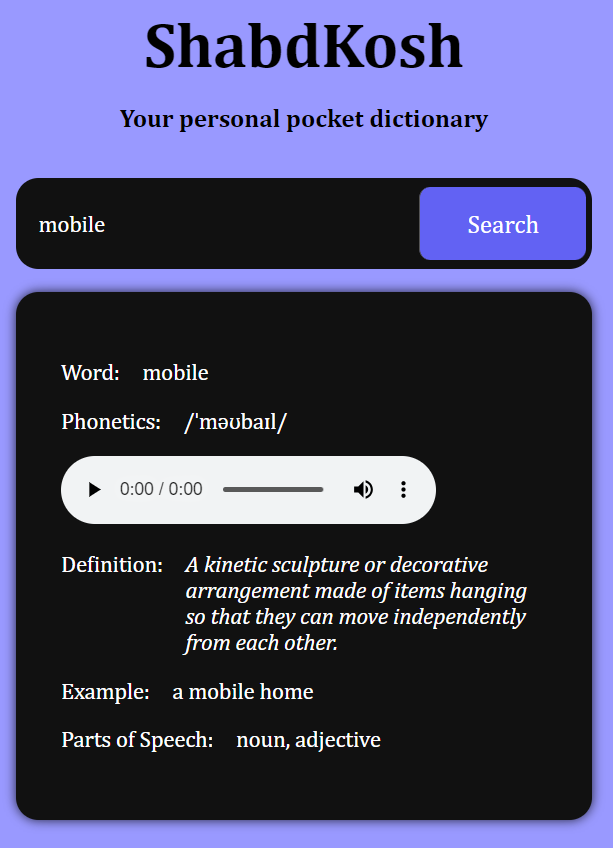 ShabdKosh
Your personal pocket dictionary
mobile
Search
Word: mobile
Phonetics: /ˈməʊbaɪl/
0:00 / 0:00
Definition: A kinetic sculpture or decorative
arrangement made of items hanging
so that they can move independently
from each other.
Example: a mobile home
Parts of Speech: noun, adjective